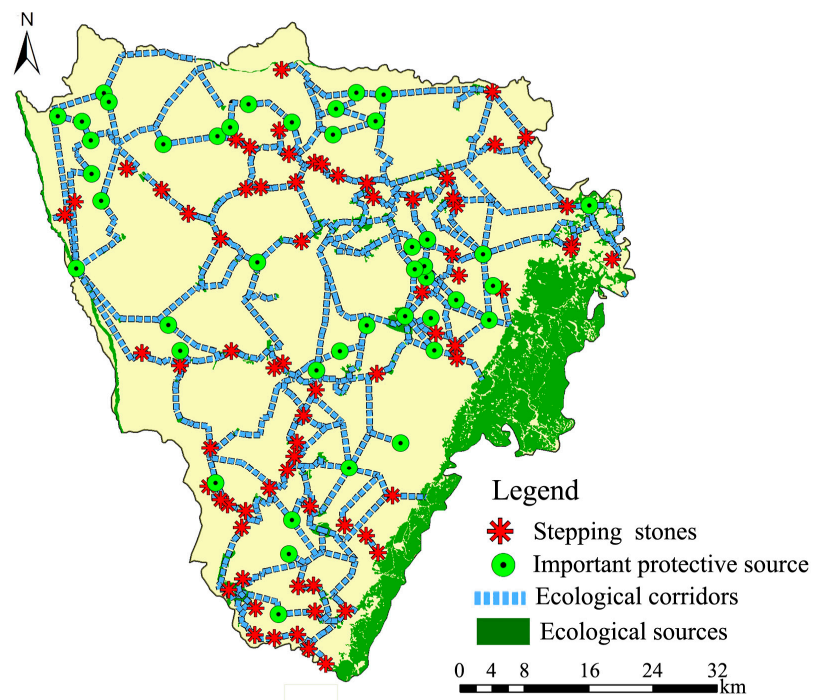 N
Legend
Stepping stones
Important protective source
Ecological corridors
Ecological sources
0 4 8 16 24 32
km